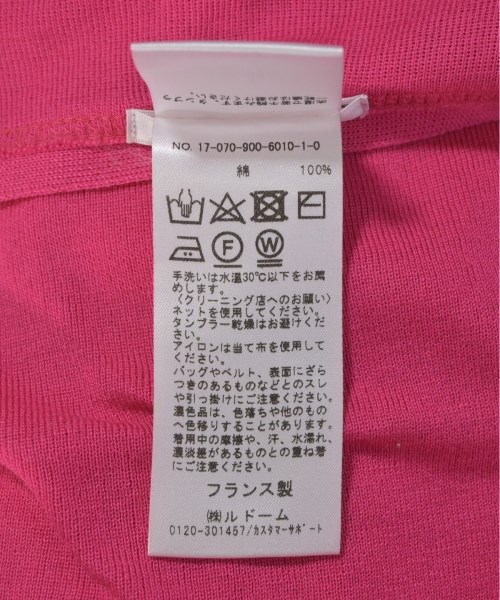 NO. 17-070-900-6010-1-0
綿 100%
F W
手洗いは水温30℃以下をお薦
めします。
〈クリーニング店へのお願い〉
ネットを使用してください。
タンブラー乾燥はお避けくだ
さい。
アイロンは当て布を使用して
ください。
バッグやベルト、表面にざら
つきのあるものなどとのスレ
や引っ掛けにご注意ください。
濃色品は、色落ちや他のもの
へ色移りすることがあります。
着用中の摩擦や、汗、水濡れ、
濃淡差があるものとの重ね着
にご注意ください。
フランス製
㈱ルドーム
0120-301457/カスタマーサポート